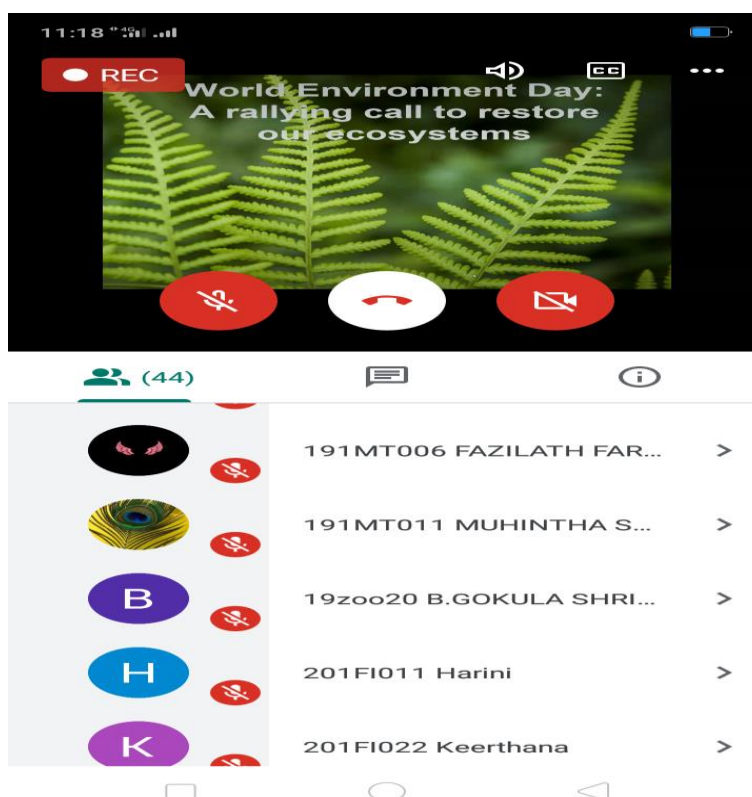 11:18
REC
CC
World Environment Day:
A rallying call to restore
our ecosystems
(44)
191MT006 FAZILATH FAR...
191MT011 MUHINTHA S...
B
19zoo20 B.GOKULA SHRI...
H
201FI011 Harini
K
201FI022 Keerthana